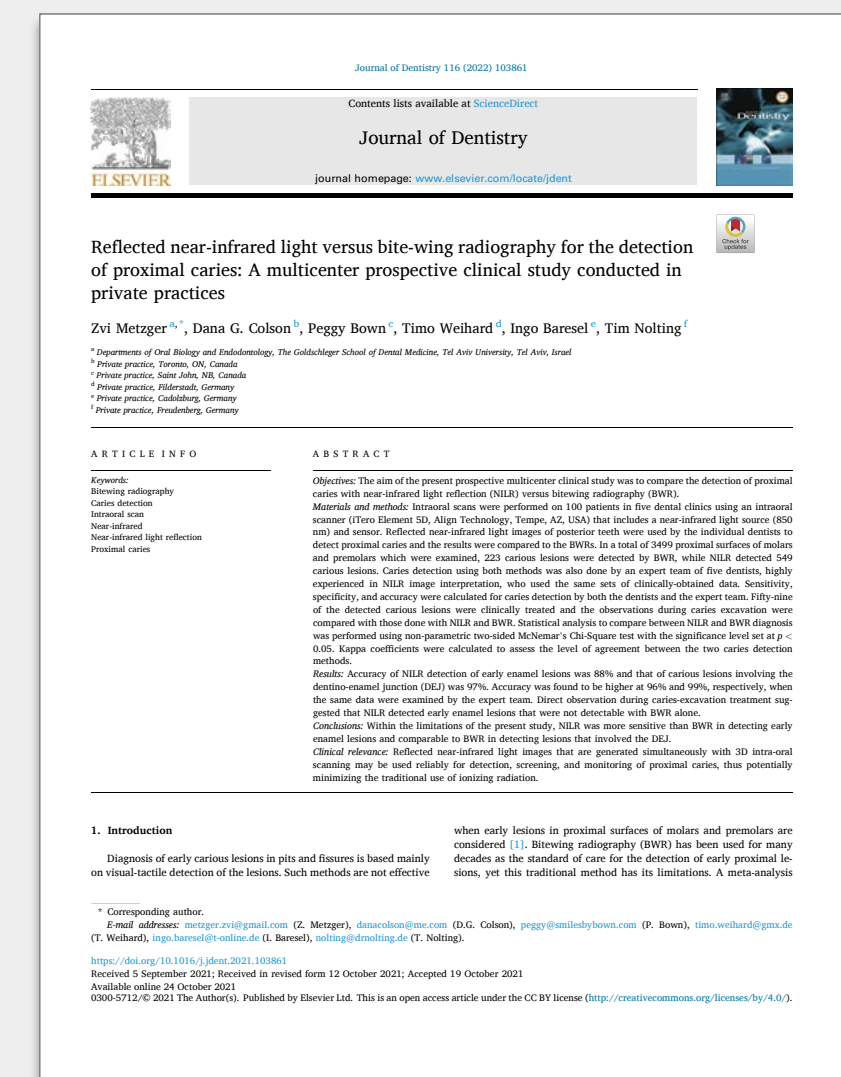 Journal of Dentistry 116 (2022) 103861
Contents lists available at ScienceDirect
Journal of Dentistry
journal homepage: www.elsevier.com/locate/jdent
ELSEVIER
Dentistry
Check for
updates
Reflected near-infrared light versus bite-wing radiography for the detection
of proximal caries: A multicenter prospective clinical study conducted in
private practices
Zvi Metzger a,*, Dana G. Colson b, Peggy Bown c, Timo Weihard d, Ingo Baresel e, Tim Nolting f
a Departments of Oral Biology and Endodontology, The Goldschleger School of Dental Medicine, Tel Aviv University, Tel Aviv, Israel
b Private practice, Toronto, ON, Canada
c Private practice, Saint John, NB, Canada
d Private practice, Filderstadt, Germany
e Private practice, Cadolzburg, Germany
f Private practice, Freudenberg, Germany
ARTICLE INFO
Keywords:
Bitewing radiography
Caries detection
Intraoral scan
Near-infrared
Near-infrared light reflection
Proximal caries
ABSTRACT
Objectives: The aim of the present prospective multicenter clinical study was to compare the detection of proximal
caries with near-infrared light reflection (NILR) versus bitewing radiography (BWR).
Materials and methods: Intraoral scans were performed on 100 patients in five dental clinics using an intraoral
scanner (iTero Element 5D, Align Technology, Tempe, AZ, USA) that includes a near-infrared light source (850
nm) and sensor. Reflected near-infrared light images of posterior teeth were used by the individual dentists to
detect proximal caries and the results were compared to the BWRs. In a total of 3499 proximal surfaces of molars
and premolars which were examined, 223 carious lesions were detected by BWR, while NILR detected 549
carious lesions. Caries detection using both methods was also done by an expert team of five dentists, highly
experienced in NILR image interpretation, who used the same sets of clinically-obtained data. Sensitivity,
specificity, and accuracy were calculated for caries detection by both the dentists and the expert team. Fifty-nine
of the detected carious lesions were clinically treated and the observations during caries excavation were
compared with those done with NILR and BWR. Statistical analysis to compare between NILR and BWR diagnosis
was performed using non-parametric two-sided McNemar's Chi-Square test with the significance level set at p <
0.05. Kappa coefficients were calculated to assess the level of agreement between the two caries detection
methods.
Results: Accuracy of NILR detection of early enamel lesions was 88% and that of carious lesions involving the
dentino-enamel junction (DEJ) was 97%. Accuracy was found to be higher at 96% and 99%, respectively, when
the same data were examined by the expert team. Direct observation during caries-excavation treatment sug-
gested that NILR detected early enamel lesions that were not detectable with BWR alone.
Conclusions: Within the limitations of the present study, NILR was more sensitive than BWR in detecting early
enamel lesions and comparable to BWR in detecting lesions that involved the DEJ.
Clinical relevance: Reflected near-infrared light images that are generated simultaneously with 3D intra-oral
scanning may be used reliably for detection, screening, and monitoring of proximal caries, thus potentially
minimizing the traditional use of ionizing radiation.
1. Introduction
Diagnosis of early carious lesions in pits and fissures is based mainly
on visual-tactile detection of the lesions. Such methods are not effective
when early lesions in proximal surfaces of molars and premolars are
considered [1]. Bitewing radiography (BWR) has been used for many
decades as the standard of care for the detection of early proximal le-
sions, yet this traditional method has its limitations. A meta-analysis
* Corresponding author.
E-mail addresses: metzger.zvi@gmail.com (Z. Metzger), danacolson@me.com (D.G. Colson), peggy@smilesbybown.com (P. Bown), timo.weihard@gmx.de
(T. Weihard), ingo.baresel@t-online.de (I. Baresel), nolting@drnolting.de (T. Nolting).
https://doi.org/10.1016/j.jdent.2021.103861
Received 5 September 2021; Received in revised form 12 October 2021; Accepted 19 October 2021
Available online 24 October 2021
0300-5712/© 2021 The Author(s). Published by Elsevier Ltd. This is an open access article under the CC BY license (http://creativecommons.org/licenses/by/4.0/).